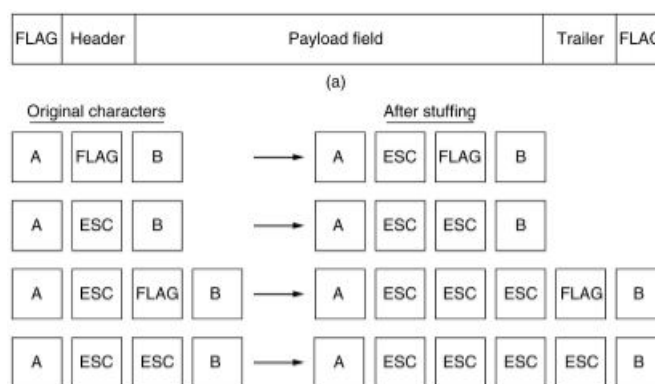 FLAG Header Payload field Trailer FLAG
(a)
Original characters After stuffing
A FLAG B A ESC FLAG B
A ESC B A ESC ESC B
A ESC FLAG B A ESC ESC ESC FLAG B
A ESC ESC B A ESC ESC ESC ESC B